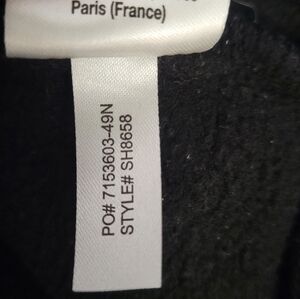 Paris (France)
PO# 7153603-49N
STYLE# SH8658